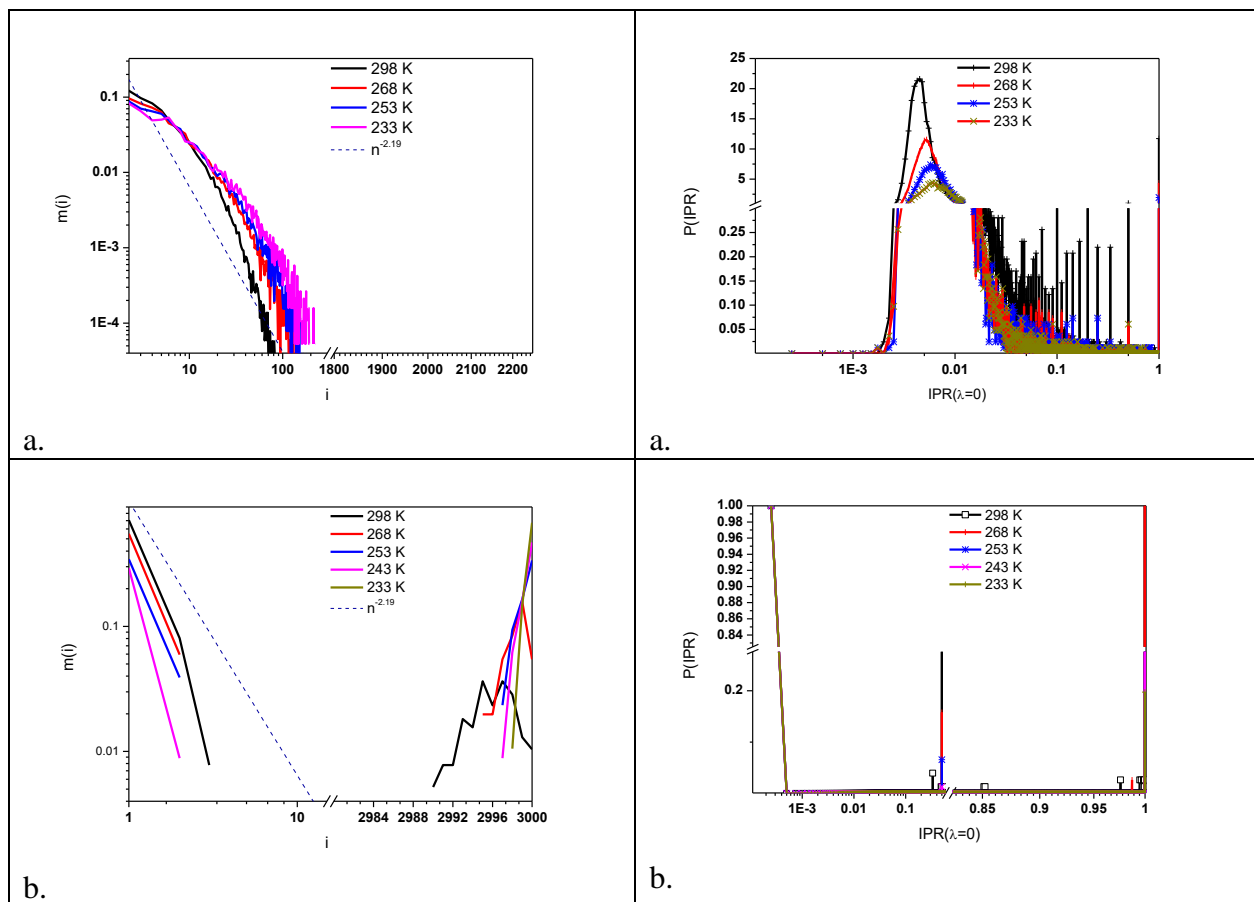 298 K
268 K
253 K
233 K
n-2.19
0.1
0.01
1E-3
1E-4
m(i)
10
100
1800
1900
2000
2100
2200
i
a.
298 K
268 K
253 K
233 K
25
20
15
10
5
0.25
0.20
0.15
0.10
0.05
P(IPR)
1E-3
0.01
0.1
1
IPR(λ=0)
a.
298 K
268 K
253 K
243 K
233 K
n-2.19
0.1
0.01
m(i)
1
10
2984
2988
2992
2996
3000
i
b.
298 K
268 K
253 K
243 K
233 K
1.00
0.98
0.96
0.94
0.92
0.90
0.88
0.86
0.84
0.2
P(IPR)
1E-3
0.01
0.1
0.85
0.9
0.95
1
IPR(λ=0)
b.